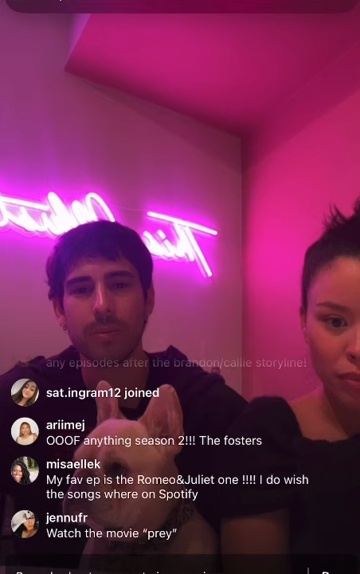 This Must
any episodes after the brandon/callie storyline!
sat.ingram12 joined
ariimej
OOOF anything season 2!!! The fosters
misaellek
My fav ep is the Romeo&Juliet one !!!! I do wish
the songs where on Spotify
jennufr
Watch the movie “prey”